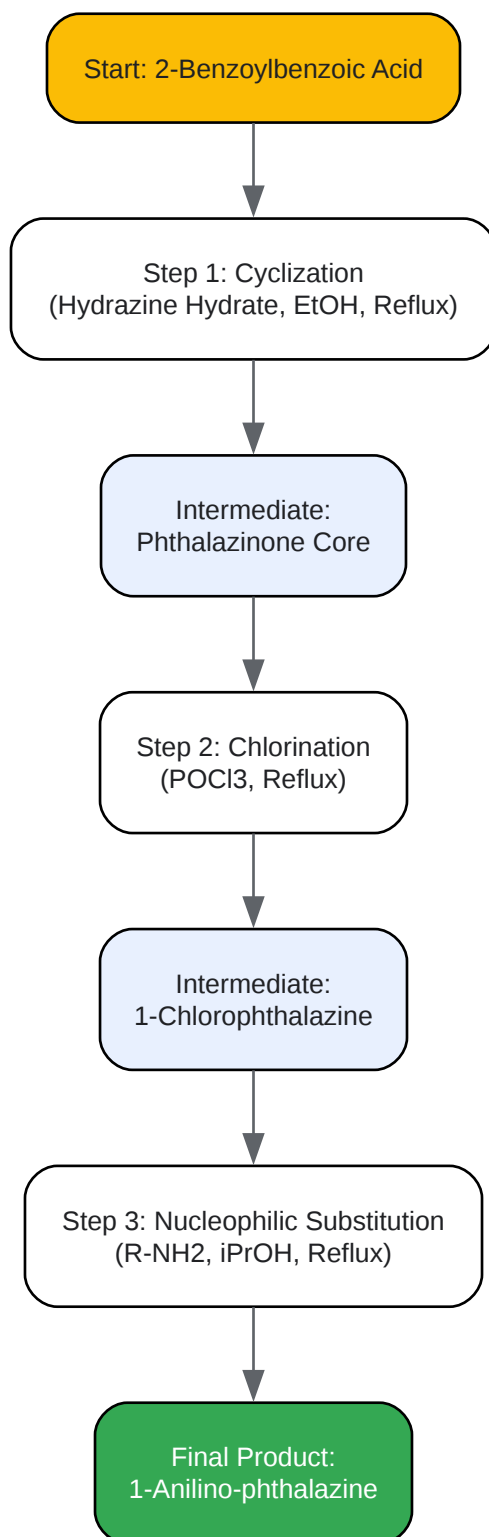 Start: 2-Benzoylbenzoic Acid
Step 1: Cyclization
(Hydrazine Hydrate, EtOH, Reflux)
Intermediate:
Phthalazinone Core
Step 2: Chlorination
(POCl3, Reflux)
Intermediate:
1-Chlorophthalazine
Step 3: Nucleophilic Substitution
(R-NH2, iPrOH, Reflux)
Final Product:
1-Anilino-phthalazine